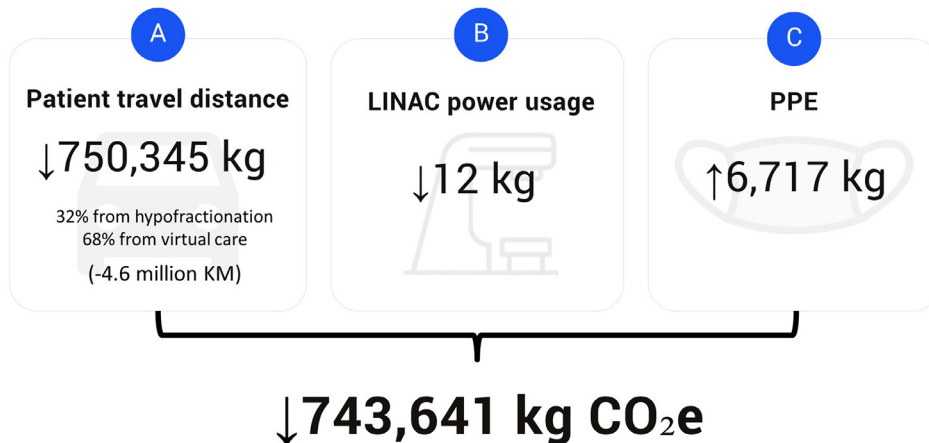 A
Patient travel distance
↓750,345 kg
32% from hypofractionation
68% from virtual care
(-4.6 million KM)
B
LINAC power usage
↓12 kg
C
PPE
↑6,717 kg
↓743,641 kg CO₂e